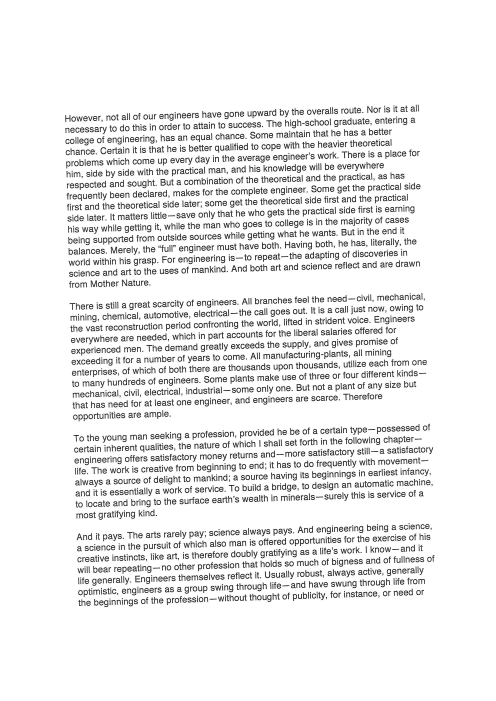 However, not all of our engineers have gone upward by the overalls route. Nor is it at all
necessary to do this in order to attain to success. The high-school graduate, entering a
college of engineering, has an equal chance. Some maintain that he has a better
chance. Certain it is that he is better qualified to cope with the heavier theoretical
problems which come up every day in the average engineer's work. There is a place for
him, side by side with the practical man, and his knowledge will be everywhere
respected and sought. But a combination of the theoretical and the practical, as has
frequently been declared, makes for the complete engineer. Some get the practical side
first and the theoretical side later; some get the theoretical side first and the practical
side later. It matters little—save only that he who gets the practical side first is earning
his way while getting it, while the man who goes to college is in the majority of cases
being supported from outside sources while getting what he wants. But in the end it
balances. Merely, the “full” engineer must have both. Having both, he has, literally, the
world within his grasp. For engineering is—to repeat—the adapting of discoveries in
science and art to the uses of mankind. And both art and science reflect and are drawn
from Mother Nature.
There is still a great scarcity of engineers. All branches feel the need—civil, mechanical,
mining, chemical, automotive, electrical—the call goes out. It is a call just now, owing to
the vast reconstruction period confronting the world, lifted in strident voice. Engineers
everywhere are needed, which in part accounts for the liberal salaries offered for
experienced men. The demand greatly exceeds the supply, and gives promise of
exceeding it for a number of years to come. All manufacturing-plants, all mining
enterprises, of which of both there are thousands upon thousands, utilize each from one
to many hundreds of engineers. Some plants make use of three or four different kinds—
mechanical, civil, electrical, industrial—some only one. But not a plant of any size but
that has need for at least one engineer, and engineers are scarce. Therefore
opportunities are ample.
To the young man seeking a profession, provided he be of a certain type—possessed of
certain inherent qualities, the nature of which I shall set forth in the following chapter—
engineering offers satisfactory money returns and—more satisfactory still—a satisfactory
life. The work is creative from beginning to end; it has to do frequently with movement—
always a source of delight to mankind; a source having its beginnings in earliest infancy,
and it is essentially a work of service. To build a bridge, to design an automatic machine,
to locate and bring to the surface earth's wealth in minerals—surely this is service of a
most gratifying kind.
And it pays. The arts rarely pay; science always pays. And engineering being a science,
a science in the pursuit of which also man is offered opportunities for the exercise of his
creative instincts, like art, is therefore doubly gratifying as a life's work. I know—and it
will bear repeating—no other profession that holds so much of bigness and of fullness of
life generally. Engineers themselves reflect it. Usually robust, always active, generally
optimistic, engineers as a group swing through life—and have swung through life from
the beginnings of the profession—without thought of publicity, for instance, or need or